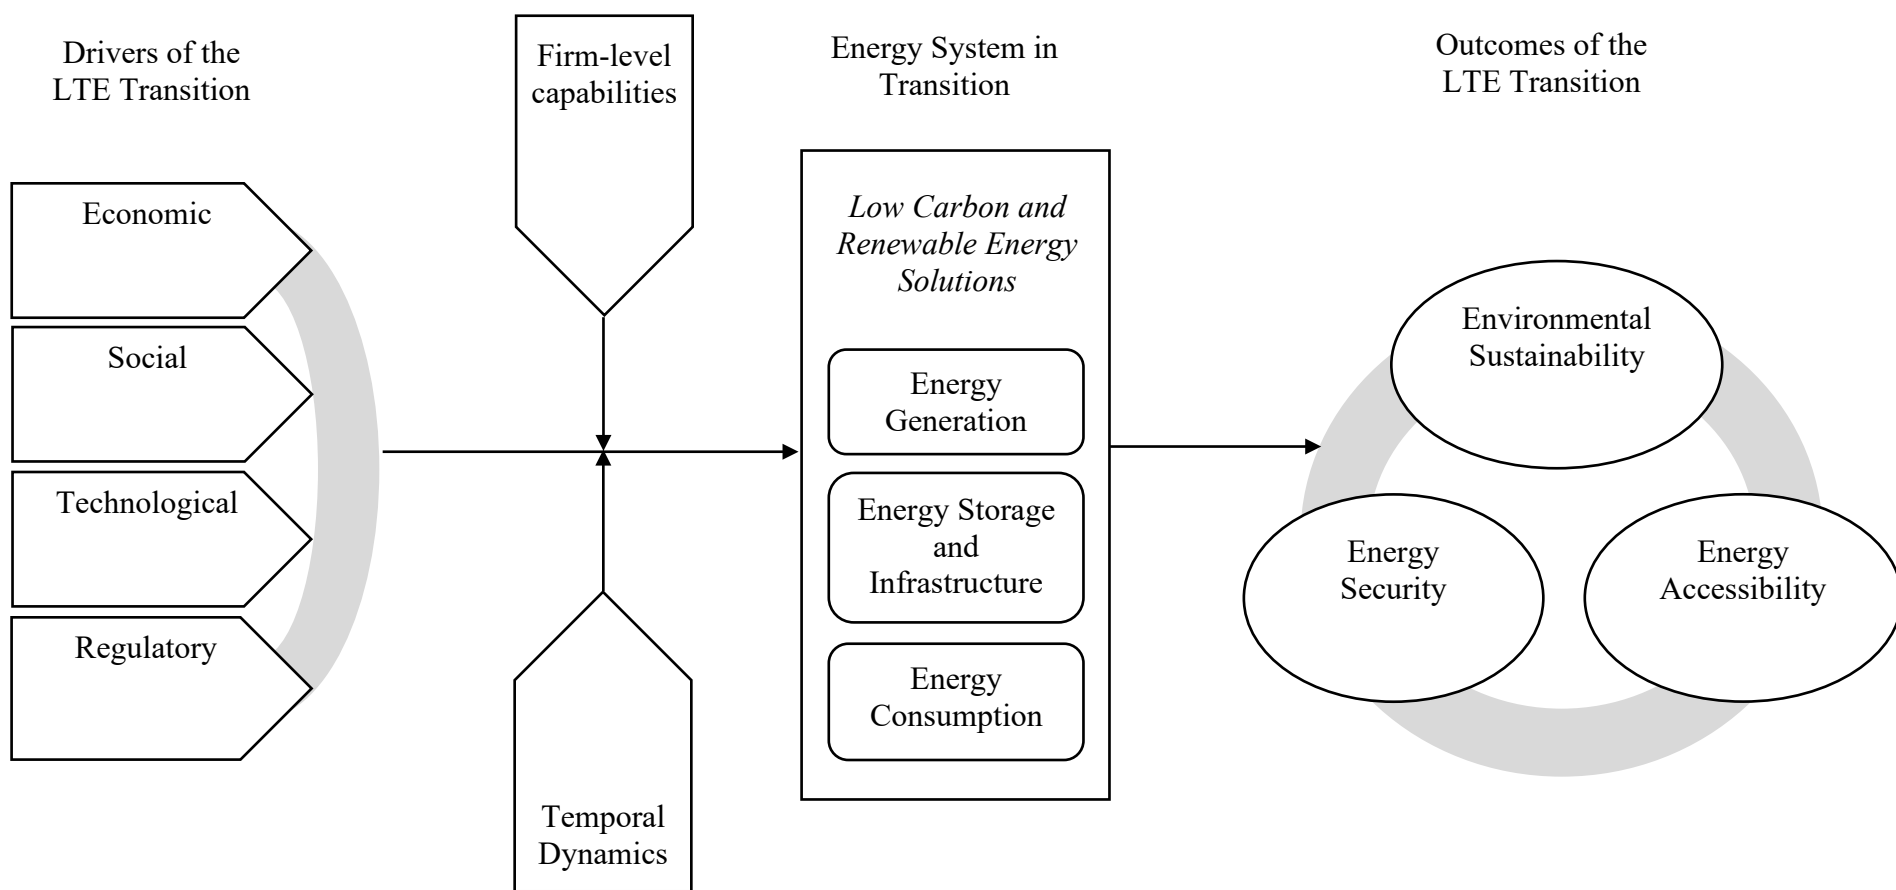 Drivers of the
LTE Transition
Economic
Social
Technological
Regulatory
Firm-level
capabilities
Temporal
Dynamics
Energy System in
Transition
Low Carbon and
Renewable Energy
Solutions
Energy
Generation
Energy Storage
and
Infrastructure
Energy
Consumption
Outcomes of the
LTE Transition
Environmental
Sustainability
Energy
Security
Energy
Accessibility